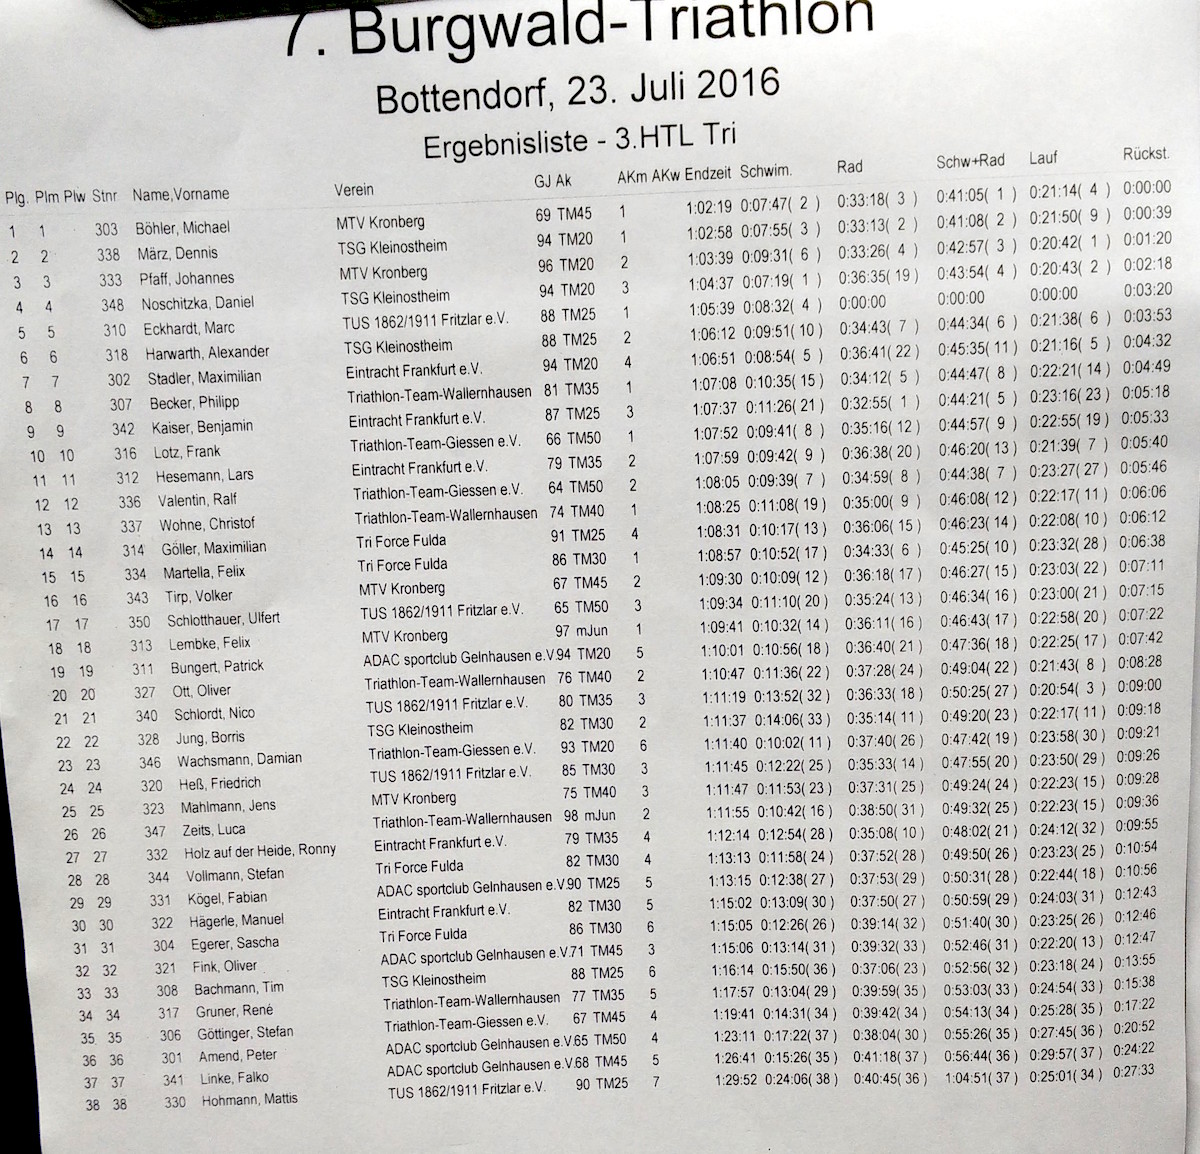 7. Burgwald-Triathlon
Bottendorf, 23. Juli 2016
Ergebnisliste - 3.HTL Tri
Plg. Plm Plw Stnr Name,Vorname Verein GJ Ak AKm AKw Endzeit Schwim. Rad Schw+Rad Lauf Rückst.
1 1 303 Böhler, Michael MTV Kronberg 69 TM45 1 1:02:19 0:07:47( 2 ) 0:33:18( 3 ) 0:41:05( 1 ) 0:21:14( 4 ) 0:00:00
2 2 338 März, Dennis TSG Kleinostheim 94 TM20 1 1:02:58 0:07:55( 3 ) 0:33:13( 2 ) 0:41:08( 2 ) 0:21:50( 9 ) 0:00:39
3 3 333 Pfaff, Johannes MTV Kronberg 96 TM20 2 1:03:39 0:09:31( 6 ) 0:33:26( 4 ) 0:42:57( 3 ) 0:20:42( 1 ) 0:01:20
4 4 348 Noschitzka, Daniel TSG Kleinostheim 94 TM20 3 1:04:37 0:07:19( 1 ) 0:36:35( 19 ) 0:43:54( 4 ) 0:20:43( 2 ) 0:02:18
5 5 310 Eckhardt, Marc TUS 1862/1911 Fritzlar e.V. 88 TM25 1 1:05:39 0:08:32( 4 ) 0:00:00 0:00:00 0:00:00 0:03:20
6 6 318 Harwarth, Alexander TSG Kleinostheim 88 TM25 2 1:06:12 0:09:51( 10 ) 0:34:43( 7 ) 0:44:34( 6 ) 0:21:38( 6 ) 0:03:53
7 7 302 Stadler, Maximilian Eintracht Frankfurt e.V. 94 TM20 4 1:06:51 0:08:54( 5 ) 0:36:41( 22 ) 0:45:35( 11 ) 0:21:16( 5 ) 0:04:32
8 8 307 Becker, Philipp Triathlon-Team-Wallernhausen 81 TM35 1 1:07:08 0:10:35( 15 ) 0:34:12( 5 ) 0:44:47( 8 ) 0:22:21( 14 ) 0:04:49
9 9 342 Kaiser, Benjamin Eintracht Frankfurt e.V. 87 TM25 3 1:07:37 0:11:26( 21 ) 0:32:55( 1 ) 0:44:21( 5 ) 0:23:16( 23 ) 0:05:18
10 10 316 Lotz, Frank Triathlon-Team-Giessen e.V. 66 TM50 1 1:07:52 0:09:41( 8 ) 0:35:16( 12 ) 0:44:57( 9 ) 0:22:55( 19 ) 0:05:33
11 11 312 Hesemann, Lars Eintracht Frankfurt e.V. 79 TM35 2 1:07:59 0:09:42( 9 ) 0:36:38( 20 ) 0:46:20( 13 ) 0:21:39( 7 ) 0:05:40
12 12 336 Valentin, Ralf Triathlon-Team-Giessen e.V. 64 TM50 2 1:08:05 0:09:39( 7 ) 0:34:59( 8 ) 0:44:38( 7 ) 0:23:27( 27 ) 0:05:46
13 13 337 Wohne, Christof Triathlon-Team-Wallernhausen 74 TM40 1 1:08:25 0:11:08( 19 ) 0:35:00( 9 ) 0:46:08( 12 ) 0:22:17( 11 ) 0:06:06
14 14 314 Göller, Maximilian Tri Force Fulda 91 TM25 4 1:08:31 0:10:17( 13 ) 0:36:06( 15 ) 0:46:23( 14 ) 0:22:08( 10 ) 0:06:12
15 15 334 Martella, Felix Tri Force Fulda 86 TM30 1 1:08:57 0:10:52( 17 ) 0:34:33( 6 ) 0:45:25( 10 ) 0:23:32( 28 ) 0:06:38
16 16 343 Tirp, Volker MTV Kronberg 67 TM45 2 1:09:30 0:10:09( 12 ) 0:36:18( 17 ) 0:46:27( 15 ) 0:23:03( 22 ) 0:07:11
17 17 350 Schlotthauer, Ulfert TUS 1862/1911 Fritzlar e.V. 65 TM50 3 1:09:34 0:11:10( 20 ) 0:35:24( 13 ) 0:46:34( 16 ) 0:23:00( 21 ) 0:07:15
18 18 313 Lembke, Felix MTV Kronberg 97 mJun 1 1:09:41 0:10:32( 14 ) 0:36:11( 16 ) 0:46:43( 17 ) 0:22:58( 20 ) 0:07:22
19 19 311 Bungert, Patrick ADAC sportclub Gelnhausen e.V.94 TM20 5 1:10:01 0:10:56( 18 ) 0:36:40( 21 ) 0:47:36( 18 ) 0:22:25( 17 ) 0:07:42
20 20 327 Ott, Oliver Triathlon-Team-Wallernhausen 76 TM40 2 1:10:47 0:11:36( 22 ) 0:37:28( 24 ) 0:49:04( 22 ) 0:21:43( 8 ) 0:08:28
21 21 340 Schlordt, Nico TUS 1862/1911 Fritzlar e.V. 80 TM35 3 1:11:19 0:13:52( 32 ) 0:36:33( 18 ) 0:50:25( 27 ) 0:20:54( 3 ) 0:09:00
22 22 328 Jung, Borris TSG Kleinostheim 82 TM30 2 1:11:37 0:14:06( 33 ) 0:35:14( 11 ) 0:49:20( 23 ) 0:22:17( 11 ) 0:09:18
23 23 346 Wachsmann, Damian Triathlon-Team-Giessen e.V. 93 TM20 6 1:11:40 0:10:02( 11 ) 0:37:40( 26 ) 0:47:42( 19 ) 0:23:58( 30 ) 0:09:21
24 24 320 Heß, Friedrich TUS 1862/1911 Fritzlar e.V. 85 TM30 3 1:11:45 0:12:22( 25 ) 0:35:33( 14 ) 0:47:55( 20 ) 0:23:50( 29 ) 0:09:26
25 25 323 Mahlmann, Jens MTV Kronberg 75 TM40 3 1:11:47 0:11:53( 23 ) 0:37:31( 25 ) 0:49:24( 24 ) 0:22:23( 15 ) 0:09:28
26 26 347 Zeits, Luca Triathlon-Team-Wallernhausen 98 mJun 2 1:11:55 0:10:42( 16 ) 0:38:50( 31 ) 0:49:32( 25 ) 0:22:23( 15 ) 0:09:36
27 27 332 Holz auf der Heide, Ronny Eintracht Frankfurt e.V. 79 TM35 4 1:12:14 0:12:54( 28 ) 0:35:08( 10 ) 0:48:02( 21 ) 0:24:12( 32 ) 0:09:55
28 28 344 Vollmann, Stefan Tri Force Fulda 82 TM30 4 1:13:13 0:11:58( 24 ) 0:37:52( 28 ) 0:49:50( 26 ) 0:23:23( 25 ) 0:10:54
29 29 331 Kögel, Fabian ADAC sportclub Gelnhausen e.V.90 TM25 5 1:13:15 0:12:38( 27 ) 0:37:53( 29 ) 0:50:31( 28 ) 0:22:44( 18 ) 0:10:56
30 30 322 Hägerle, Manuel Eintracht Frankfurt e.V. 82 TM30 5 1:15:02 0:13:09( 30 ) 0:37:50( 27 ) 0:50:59( 29 ) 0:24:03( 31 ) 0:12:43
31 31 304 Egerer, Sascha Tri Force Fulda 86 TM30 6 1:15:05 0:12:26( 26 ) 0:39:14( 32 ) 0:51:40( 30 ) 0:23:25( 26 ) 0:12:46
32 32 321 Fink, Oliver ADAC sportclub Gelnhausen e.V.71 TM45 3 1:15:06 0:13:14( 31 ) 0:39:32( 33 ) 0:52:46( 31 ) 0:22:20( 13 ) 0:12:47
33 33 308 Bachmann, Tim TSG Kleinostheim 88 TM25 6 1:16:14 0:15:50( 36 ) 0:37:06( 23 ) 0:52:56( 32 ) 0:23:18( 24 ) 0:13:55
34 34 317 Gruner, René Triathlon-Team-Wallernhausen 77 TM35 5 1:17:57 0:13:04( 29 ) 0:39:59( 35 ) 0:53:03( 33 ) 0:24:54( 33 ) 0:15:38
35 35 306 Göttinger, Stefan Triathlon-Team-Giessen e.V. 67 TM45 4 1:19:41 0:14:31( 34 ) 0:39:42( 34 ) 0:54:13( 34 ) 0:25:28( 35 ) 0:17:22
36 36 301 Amend, Peter ADAC sportclub Gelnhausen e.V.65 TM50 4 1:23:11 0:17:22( 37 ) 0:38:04( 30 ) 0:55:26( 35 ) 0:27:45( 36 ) 0:20:52
37 37 341 Linke, Falko ADAC sportclub Gelnhausen e.V.68 TM45 5 1:26:41 0:15:26( 35 ) 0:41:18( 37 ) 0:56:44( 36 ) 0:29:57( 37 ) 0:24:22
38 38 330 Hohmann, Mattis TUS 1862/1911 Fritzlar e.V. 90 TM25 7 1:29:52 0:24:06( 38 ) 0:40:45( 36 ) 1:04:51( 37 ) 0:25:01( 34 ) 0:27:33